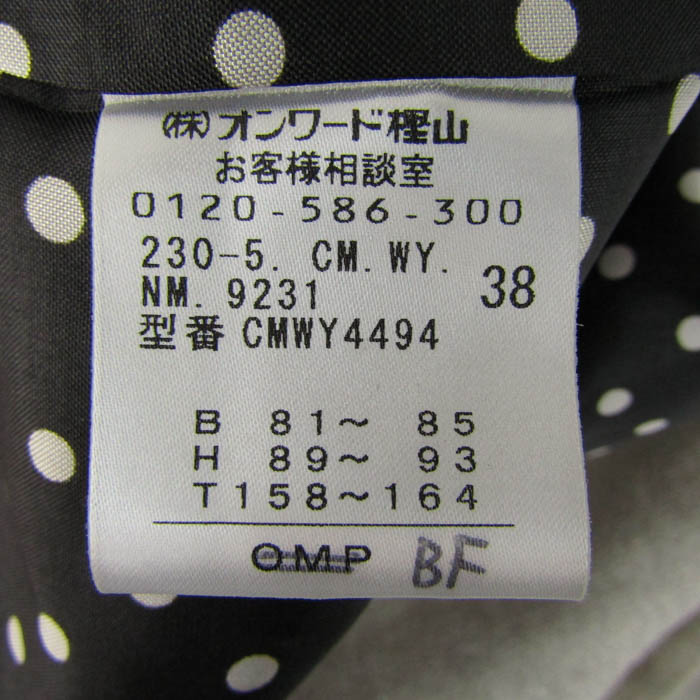 (株)オンワード樫山
お客様相談室
0120-586-300
230-5. CM.WY.
NM. 9231 38
型番 CMWY4494
B 81〜 85
H 89〜 93
T158〜164
OMP BF